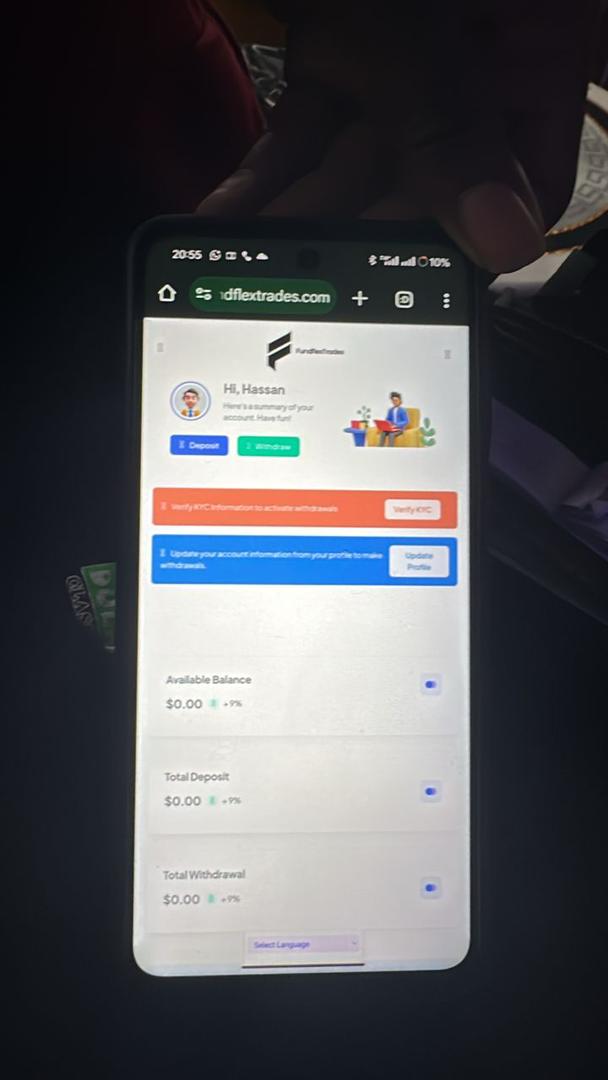 20:55
10%
dflextrades.com
:D
FundflexTrades
Hi, Hassan
Here's a summary of your
account. Have fun!
Deposit
Withdraw
Verify KYC Information to activate withdrawals
Verify KYC
Update your account information from your profile to make
withdrawals.
Update
Profile
Available Balance
$0.00 +9%
Total Deposit
$0.00 +9%
Total Withdrawal
$0.00 +9%
Select Language